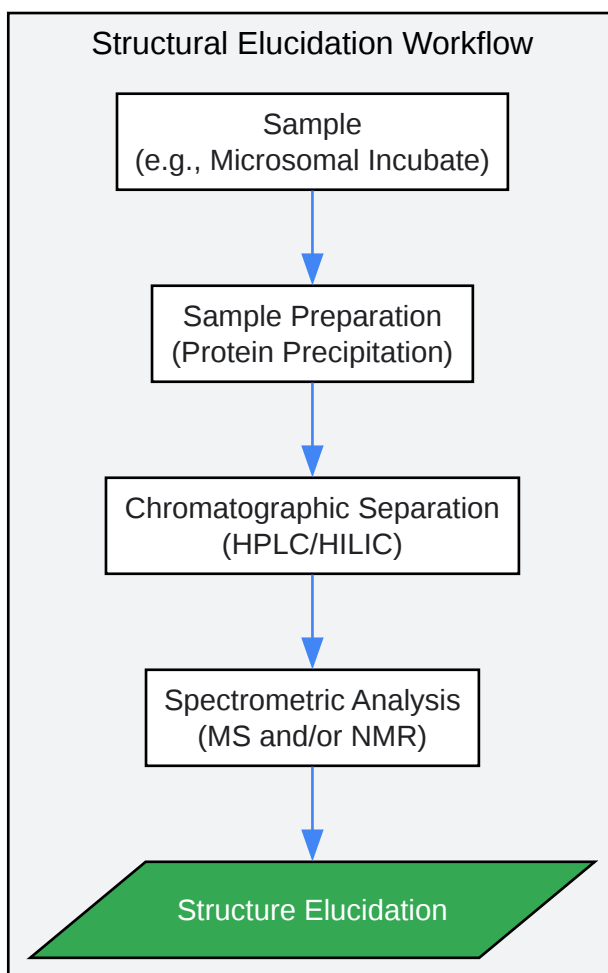 Structural Elucidation Workflow
Sample
(e.g., Microsomal Incubate)
Sample Preparation
(Protein Precipitation)
Chromatographic Separation
(HPLC/HILIC)
Spectrometric Analysis
(MS and/or NMR)
Structure Elucidation